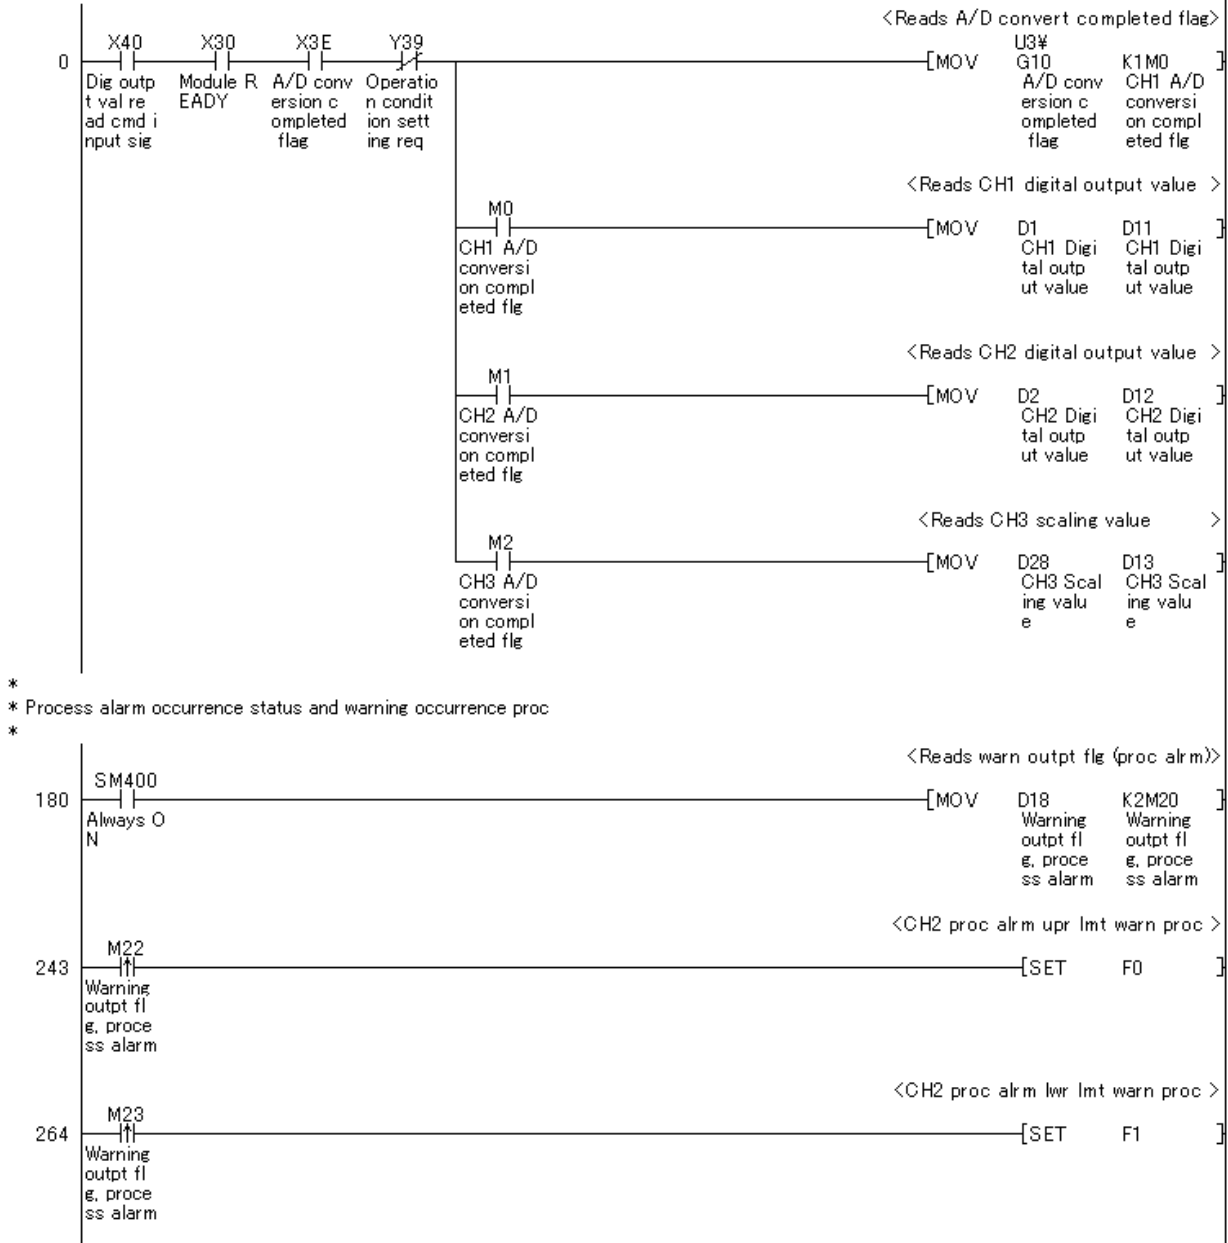 <Reads A/D convert completed flag>
X40 X30 X3E Y39 U3¥
0 [MOV G10 K1M0 ]
Dig outp Module R A/D conv Operatio A/D conv CH1 A/D
t val re EADY ersion c n condit ersion c conversi
ad cmd i ompleted ion sett ompleted on compl
nput sig flag ing req flag eted flg
<Reads CH1 digital output value >
M0
[MOV D1 D11 ]
CH1 A/D CH1 Digi CH1 Digi
conversi tal outp tal outp
on compl ut value ut value
eted flg
<Reads CH2 digital output value >
M1
[MOV D2 D12 ]
CH2 A/D CH2 Digi CH2 Digi
conversi tal outp tal outp
on compl ut value ut value
eted flg
<Reads CH3 scaling value >
M2
[MOV D28 D13 ]
CH3 A/D CH3 Scal CH3 Scal
conversi ing valu ing valu
on compl e e
eted flg
*
* Process alarm occurrence status and warning occurrence proc
*
<Reads warn outpt flg (proc alrm)>
SM400
180 [MOV D18 K2M20 ]
Always O Warning Warning
N outpt fl outpt fl
g, proce g, proce
ss alarm ss alarm
<CH2 proc alrm upr lmt warn proc >
M22
243 [SET F0 ]
Warning
outpt fl
g, proce
ss alarm
<CH2 proc alrm lwr lmt warn proc >
M23
264 [SET F1 ]
Warning
outpt fl
g, proce
ss alarm